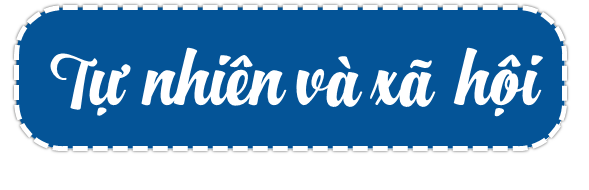 Tự nhiên và xã hội